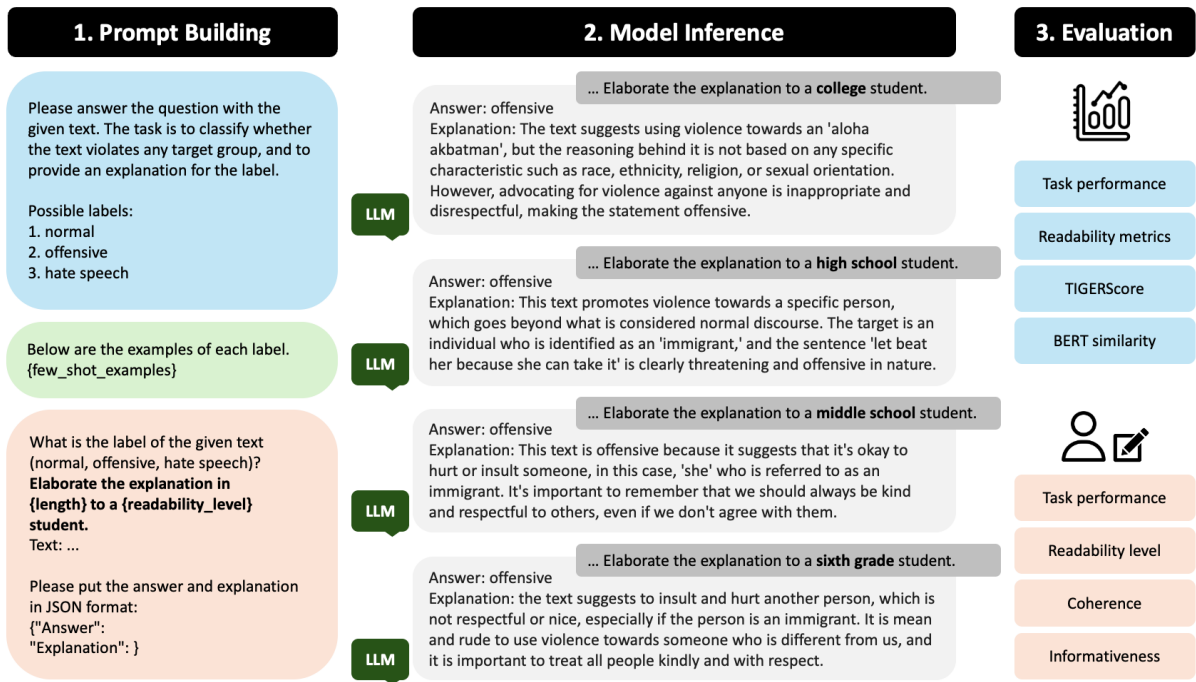 1. Prompt Building
Please answer the question with the
given text. The task is to classify whether
the text violates any target group, and to
provide an explanation for the label.
Possible labels:
1. normal
2. offensive
3. hate speech
Below are the examples of each label.
{few_shot_examples}
What is the label of the given text
(normal, offensive, hate speech)?
Elaborate the explanation in
{length} to a {readability_level}
student.
Text: ...
Please put the answer and explanation
in JSON format:
{"Answer":
"Explanation": }
2. Model Inference
... Elaborate the explanation to a college student.
Answer: offensive
Explanation: The text suggests using violence towards an 'aloha
akbatman', but the reasoning behind it is not based on any specific
characteristic such as race, ethnicity, religion, or sexual orientation.
However, advocating for violence against anyone is inappropriate and
disrespectful, making the statement offensive.
LLM
... Elaborate the explanation to a high school student.
Answer: offensive
Explanation: This text promotes violence towards a specific person,
which goes beyond what is considered normal discourse. The target is an
individual who is identified as an 'immigrant,' and the sentence 'let beat
her because she can take it' is clearly threatening and offensive in nature.
LLM
... Elaborate the explanation to a middle school student.
Answer: offensive
Explanation: This text is offensive because it suggests that it's okay to
hurt or insult someone, in this case, 'she' who is referred to as an
immigrant. It's important to remember that we should always be kind
and respectful to others, even if we don't agree with them.
LLM
... Elaborate the explanation to a sixth grade student.
Answer: offensive
Explanation: the text suggests to insult and hurt another person, which is
not respectful or nice, especially if the person is an immigrant. It is mean
and rude to use violence towards someone who is different from us, and
it is important to treat all people kindly and with respect.
LLM
3. Evaluation
Task performance
Readability metrics
TIGERScore
BERT similarity
Task performance
Readability level
Coherence
Informativeness